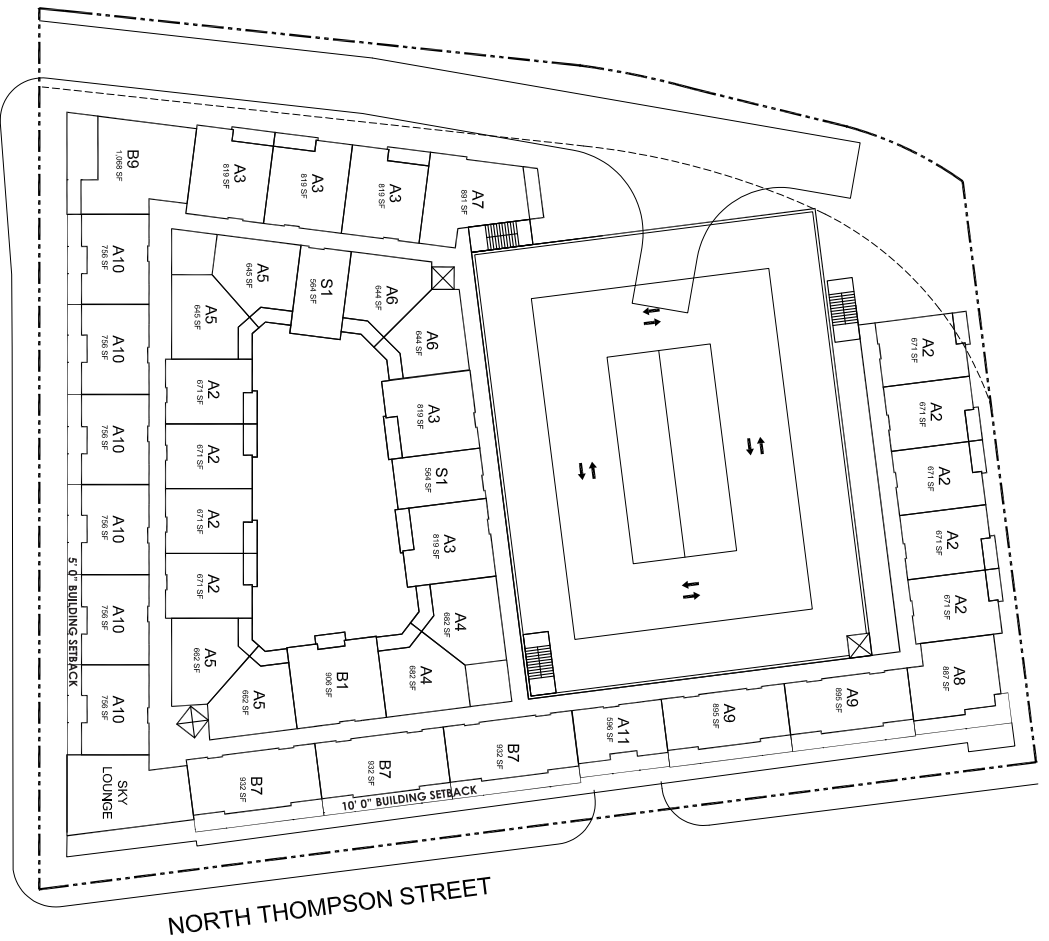 B9
1,068 SF
A3
819 SF
A3
819 SF
A3
819 SF
A7
891 SF
A10
756 SF
A10
756 SF
A10
756 SF
A10
756 SF
A10
756 SF
A10
756 SF
SKY
LOUNGE
A5
645 SF
A5
645 SF
S1
564 SF
A6
644 SF
A6
644 SF
A2
671 SF
A2
671 SF
A2
671 SF
A2
671 SF
A3
819 SF
S1
564 SF
A3
819 SF
A5
662 SF
A5
662 SF
B1
906 SF
A4
682 SF
A4
682 SF
A2
671 SF
A2
671 SF
A2
671 SF
A2
671 SF
A2
671 SF
A8
887 SF
B7
932 SF
B7
932 SF
B7
932 SF
A11
596 SF
A9
895 SF
A9
895 SF
5' 0" BUILDING SETBACK
10' 0" BUILDING SETBACK
NORTH THOMPSON STREET